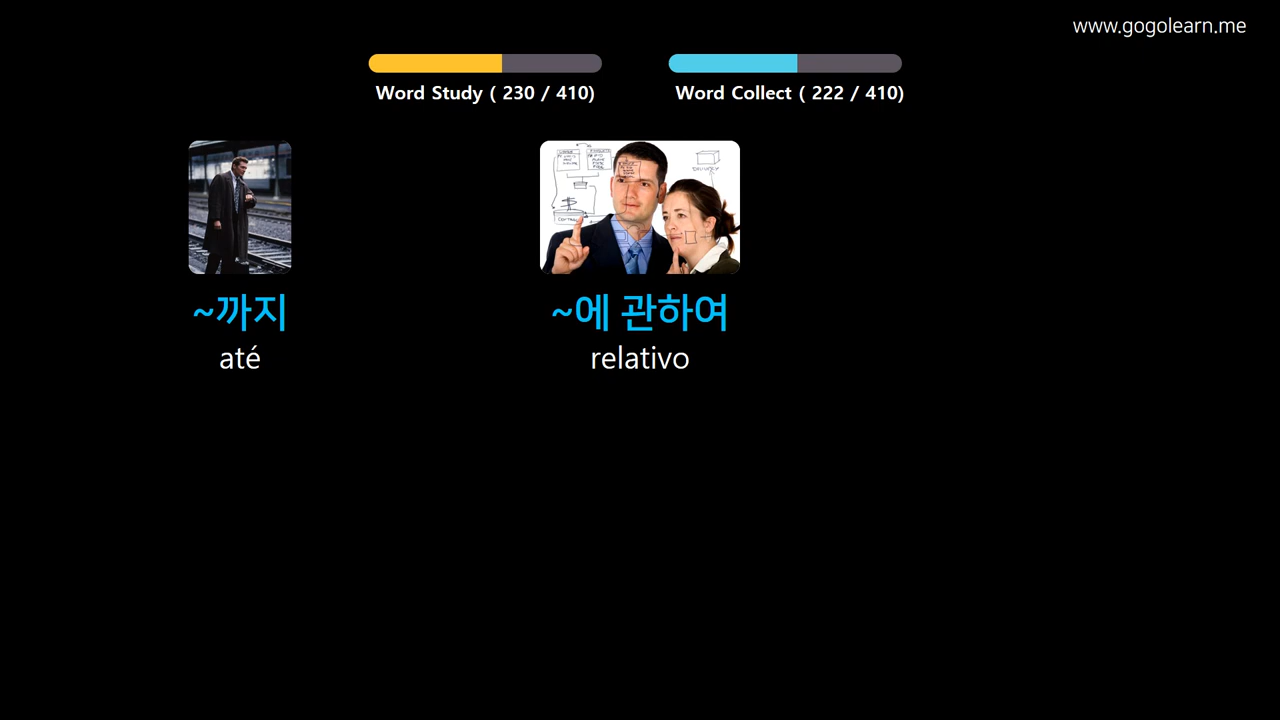 www.gogolearn.me
Word Study ( 230 / 410)
Word Collect ( 222 / 410)
~까지
até
~에 관하여
relativo